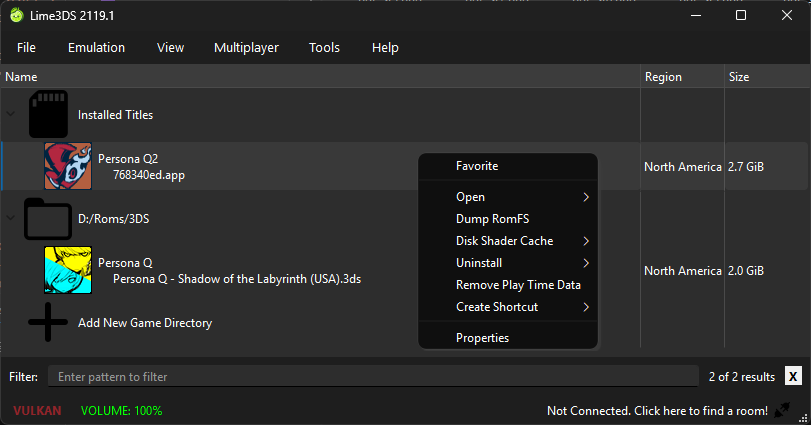 Lime3DS 2119.1
File Emulation View Multiplayer Tools Help
Name Region Size
Installed Titles
Persona Q2
768340ed.app
North America 2.7 GiB
Favorite
Open
Dump RomFS
Disk Shader Cache
Uninstall
Remove Play Time Data
Create Shortcut
Properties
D:/Roms/3DS
Persona Q
Persona Q - Shadow of the Labyrinth (USA).3ds
North America 2.0 GiB
Add New Game Directory
Filter: Enter pattern to filter 2 of 2 results X
VULKAN VOLUME: 100% Not Connected. Click here to find a room!